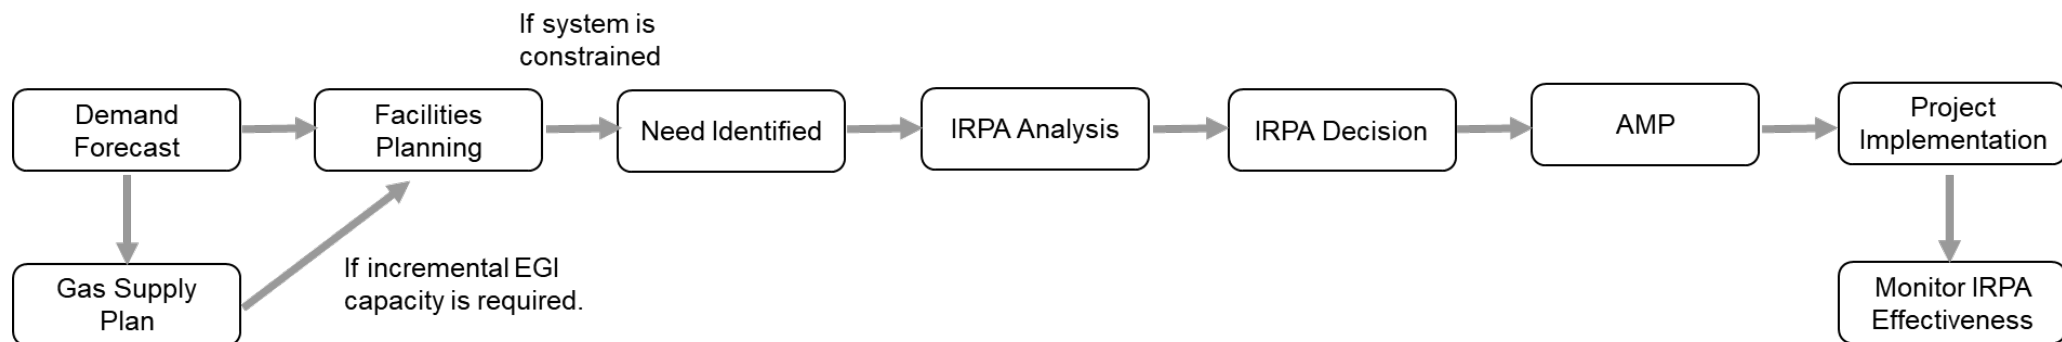 If system is
constrained
Demand
Forecast
Facilities
Planning
Need Identified
IRPA Analysis
IRPA Decision
AMP
Project
Implementation
Gas Supply
Plan
If incremental EGI
capacity is required.
Monitor IRPA
Effectiveness